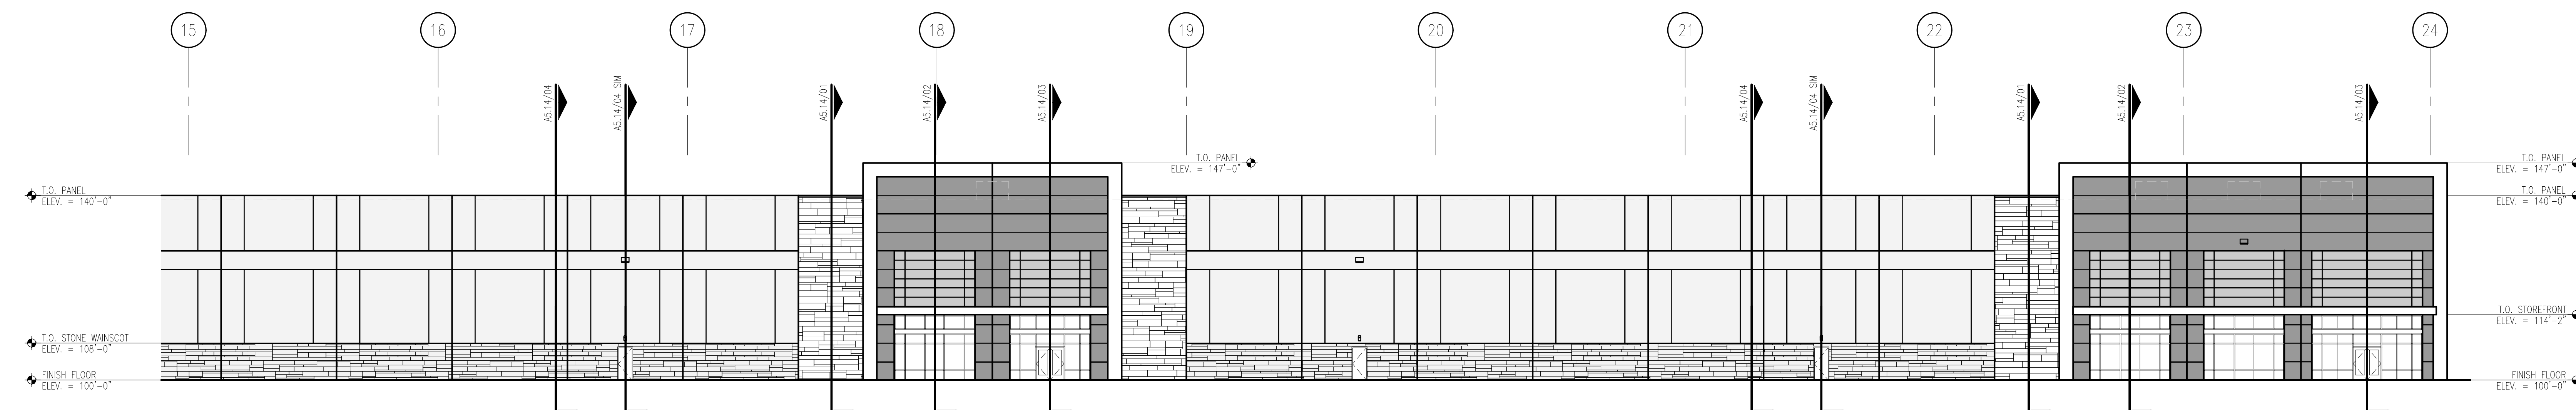 15
16
17
18
19
20
21
22
23
24
A5.14/04
A5.14/04 SIM
A5.14/01
A5.14/02
A5.14/03
A5.14/04
A5.14/04 SIM
A5.14/01
A5.14/02
A5.14/03
T.O. PANEL
ELEV. = 147'-0"
T.O. PANEL
ELEV. = 147'-0"
T.O. PANEL
ELEV. = 140'-0"
T.O. PANEL
ELEV. = 140'-0"
T.O. STOREFRONT
ELEV. = 114'-2"
T.O. STONE WAINSCOT
ELEV. = 108'-0"
FINISH FLOOR
ELEV. = 100'-0"
FINISH FLOOR
ELEV. = 100'-0"